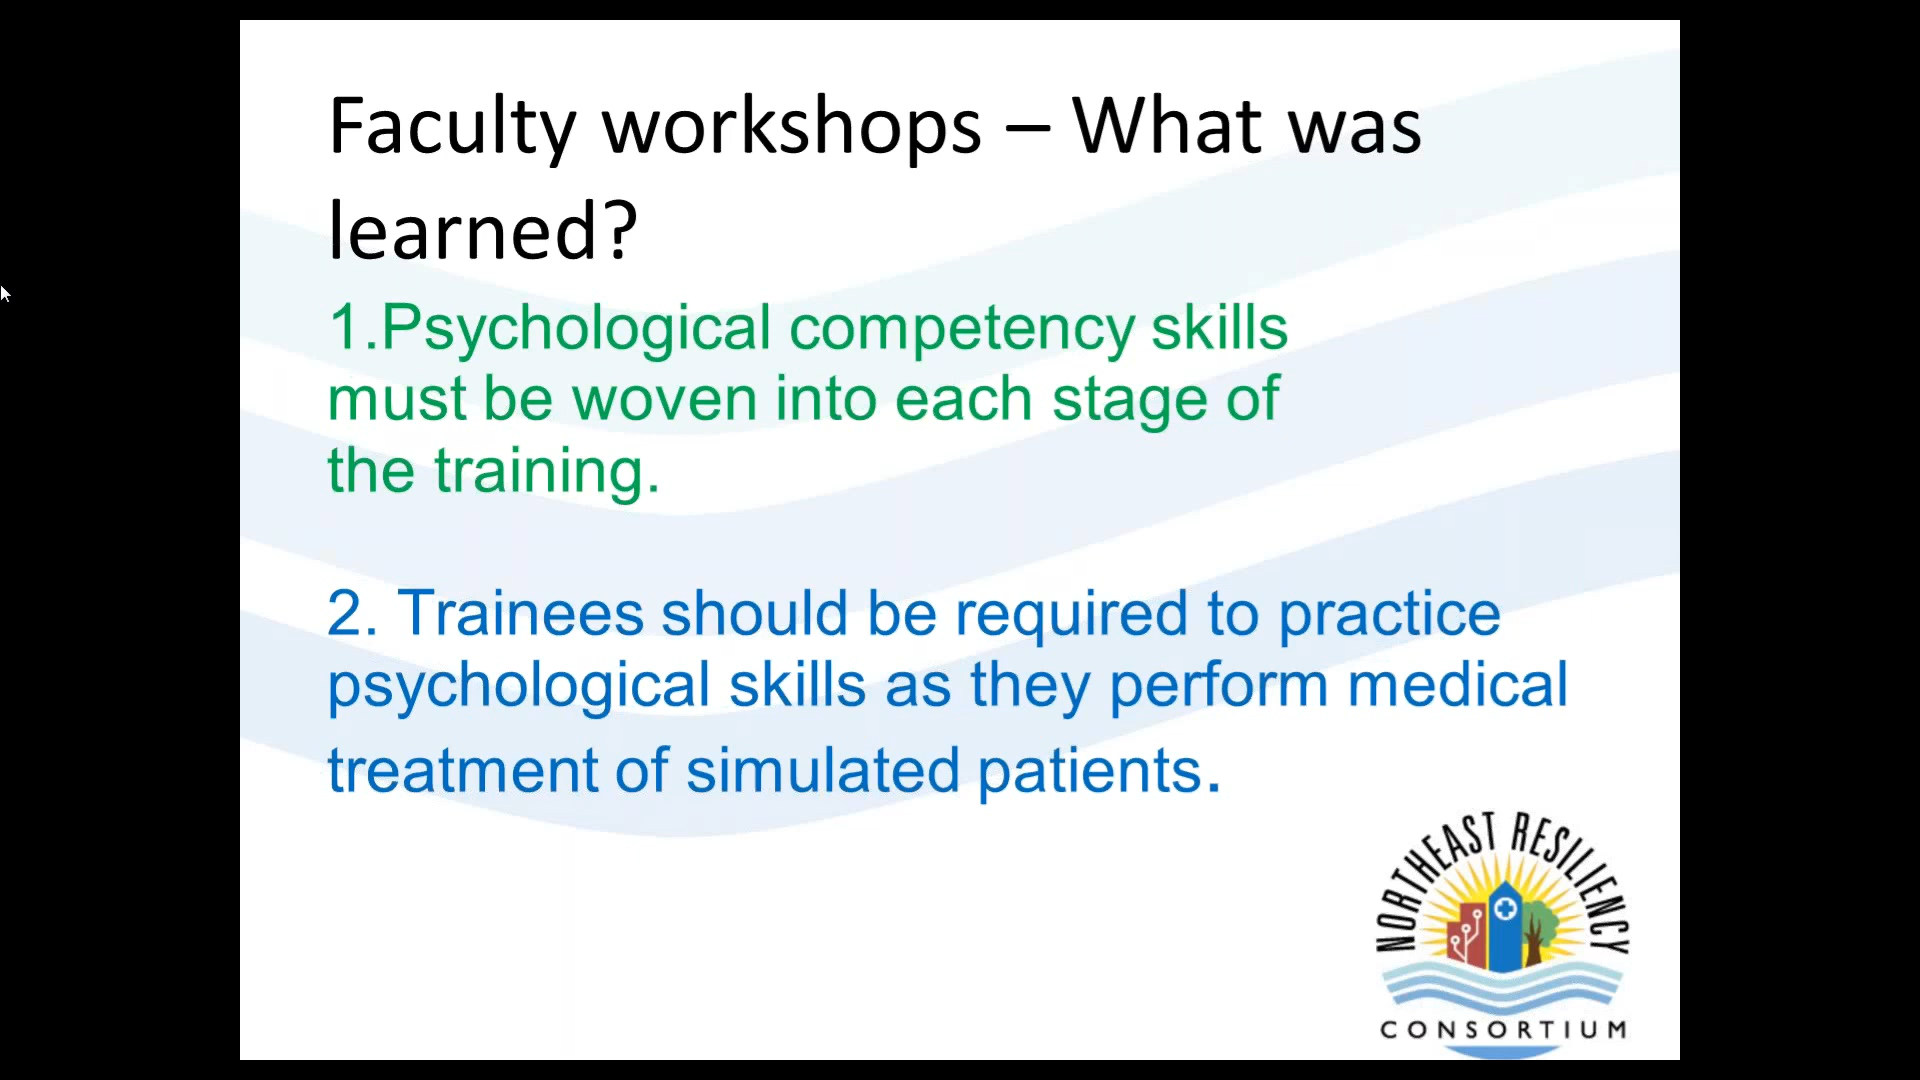 Faculty workshops – What was
learned?
1.Psychological competency skills
must be woven into each stage of
the training.
2. Trainees should be required to practice
psychological skills as they perform medical
treatment of simulated patients.
NORTHEAST RESILIENCY
CONSORTIUM